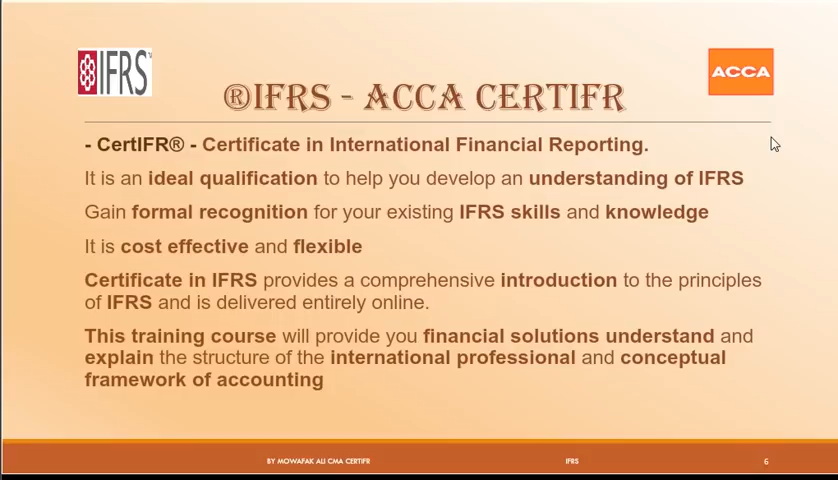 IFRS
ACCA
®IFRS - ACCA CERTIFR
- CertIFR® - Certificate in International Financial Reporting.
It is an ideal qualification to help you develop an understanding of IFRS
Gain formal recognition for your existing IFRS skills and knowledge
It is cost effective and flexible
Certificate in IFRS provides a comprehensive introduction to the principles
of IFRS and is delivered entirely online.
This training course will provide you financial solutions understand and
explain the structure of the international professional and conceptual
framework of accounting
BY MOWAFAK ALI CMA CERTIFR
IFRS
6